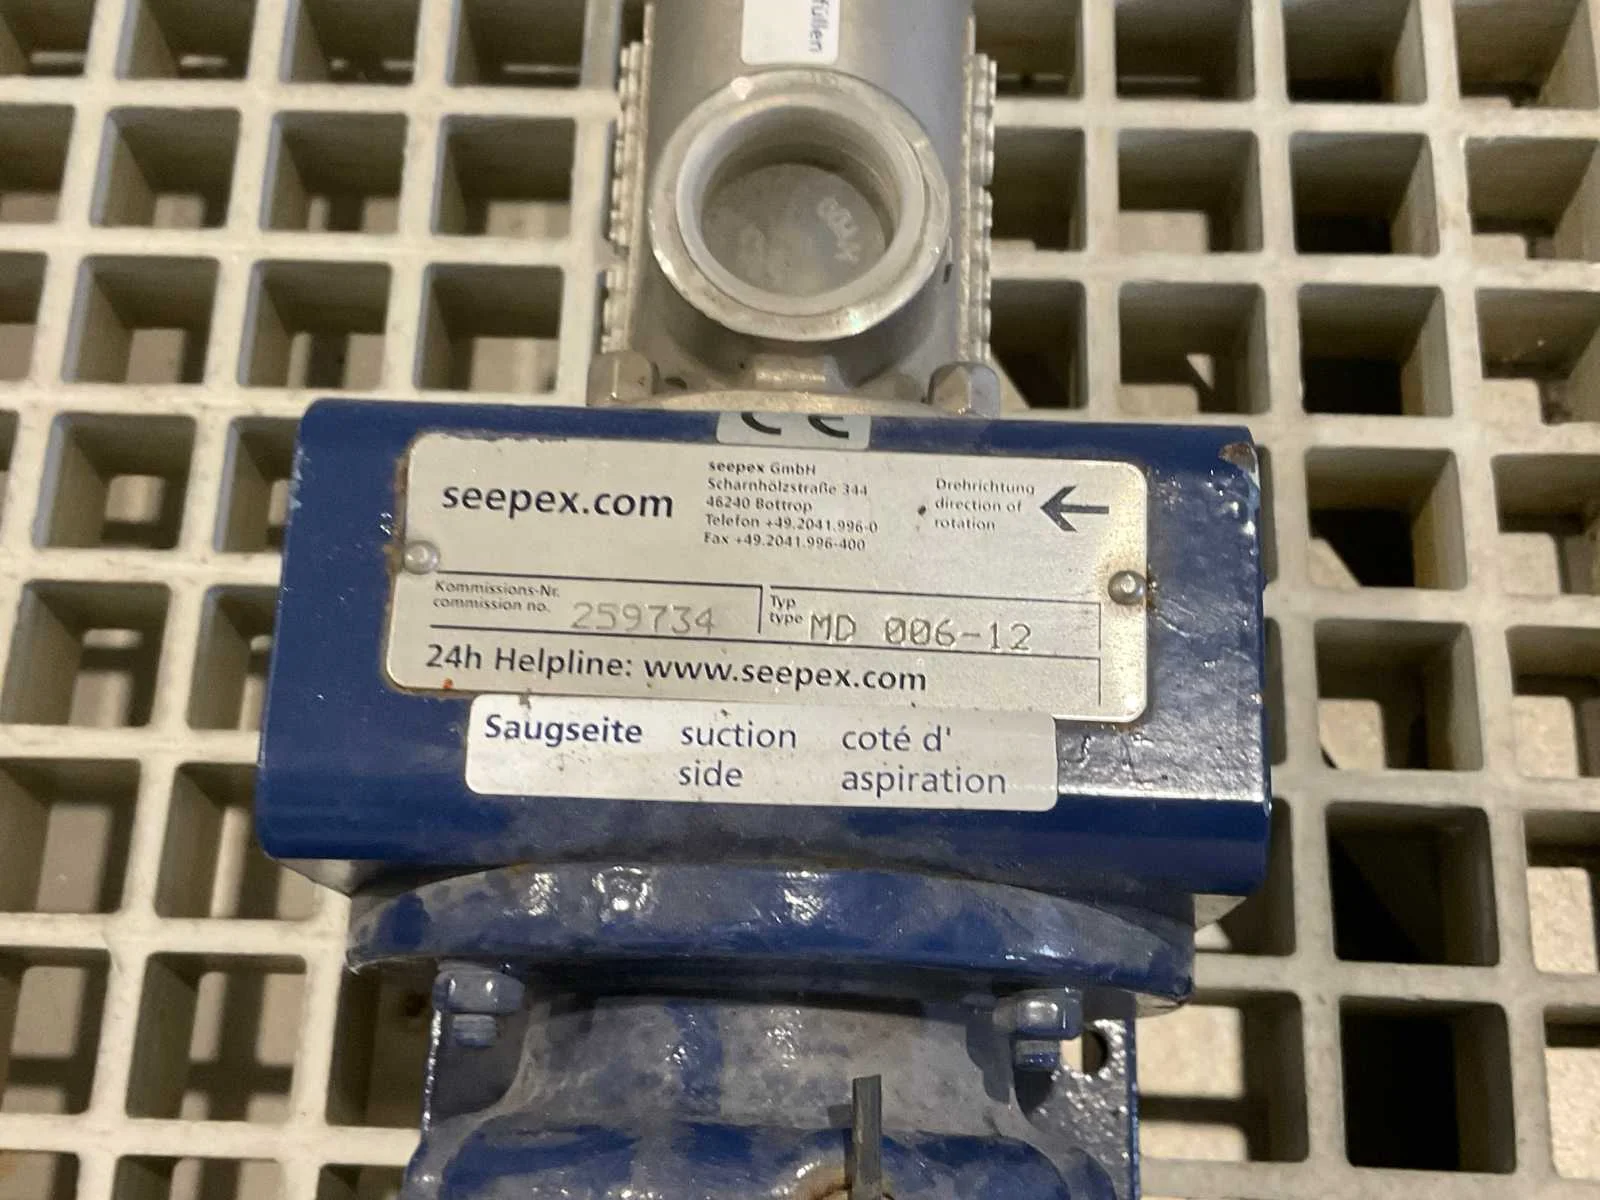 füllen
CE
seepex.com
seepex GmbH
Scharnhölzstraße 344
46240 Bottrop
Telefon +49.2041.996-0
Fax +49.2041.996-400
Drehrichtung
direction of
rotation
Kommissions-Nr.
commission no. 259734
Typ
type MD 006-12
24h Helpline: www.seepex.com
Saugseite suction coté d'
side aspiration